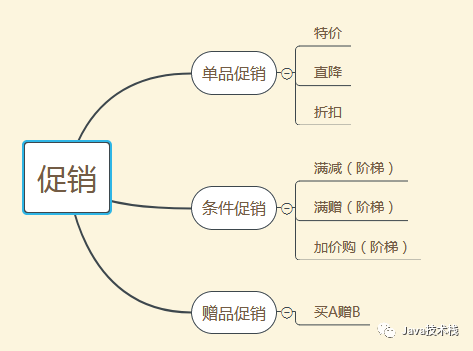 促销
单品促销
特价
直降
折扣
条件促销
满减（阶梯）
满赠（阶梯）
加价购（阶梯）
赠品促销
买A赠B
Java技术栈